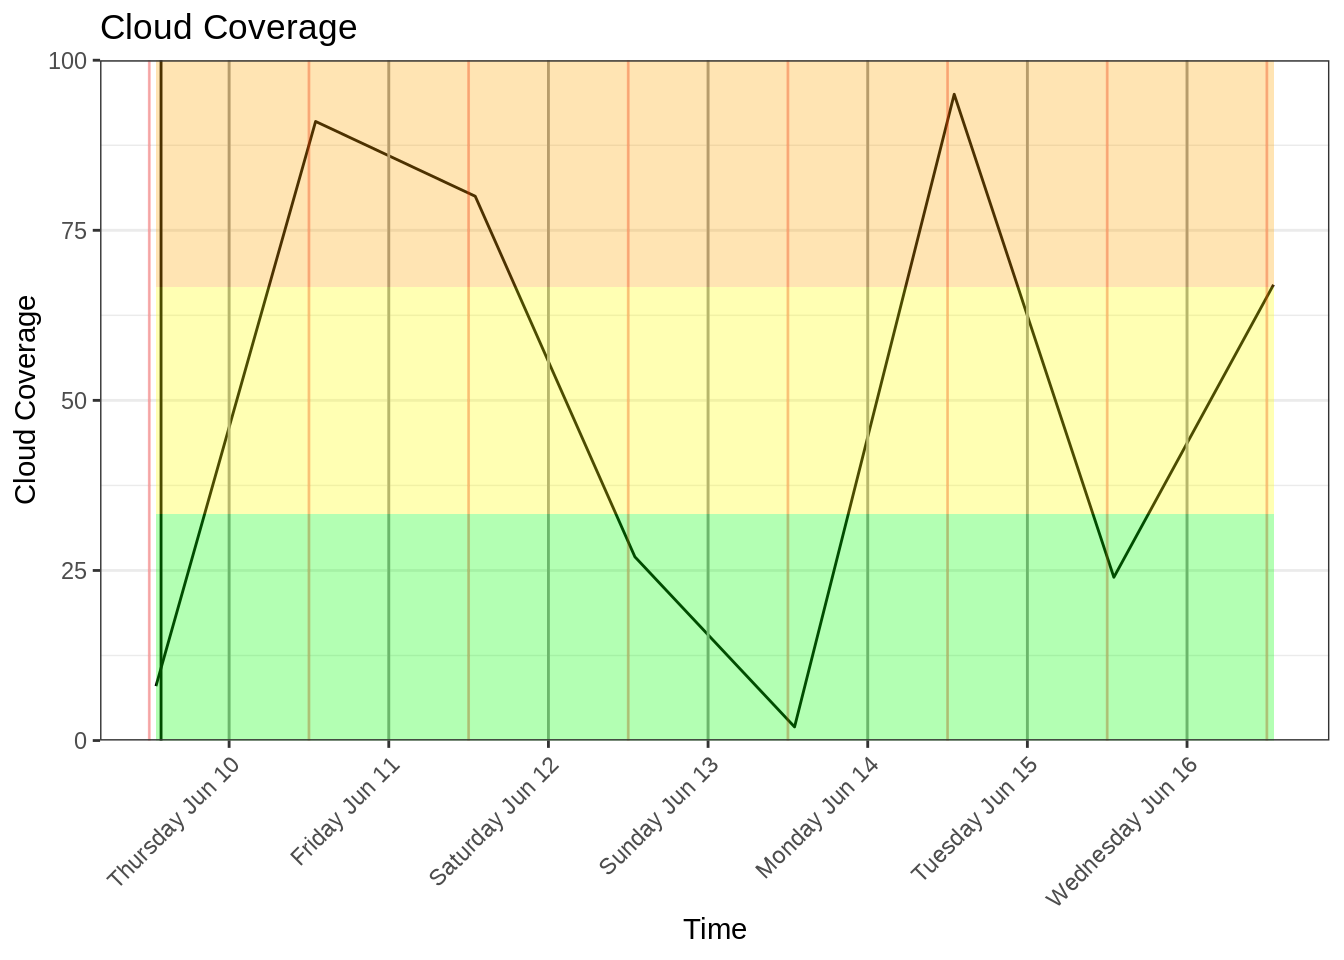 Cloud Coverage
100
75
50
25
0
Cloud Coverage
Thursday Jun 10
Friday Jun 11
Saturday Jun 12
Sunday Jun 13
Monday Jun 14
Tuesday Jun 15
Wednesday Jun 16
Time